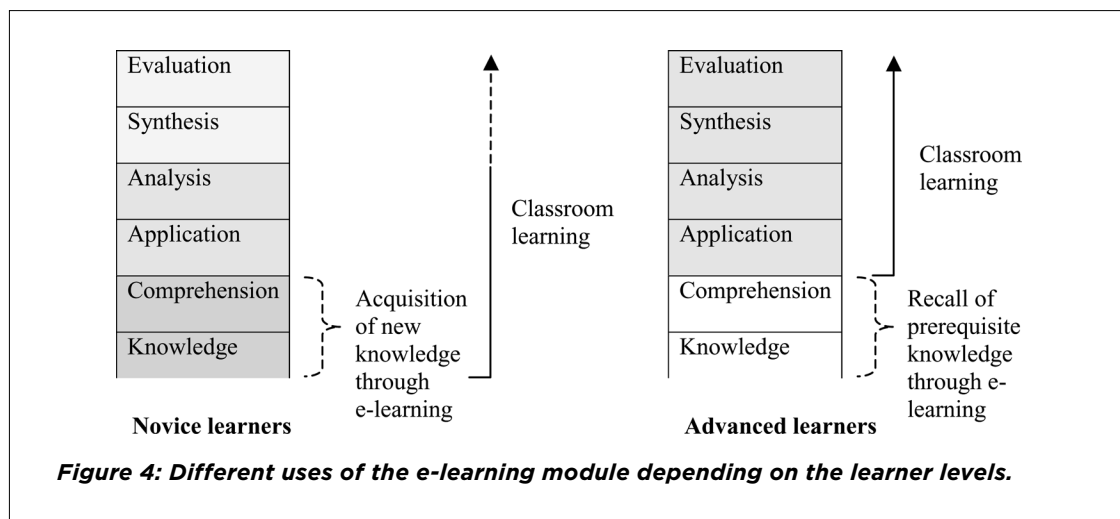 Evaluation
Synthesis
Analysis
Application
Comprehension
Knowledge
Acquisition
of new
knowledge
through
e-learning
Classroom
learning
Novice learners
Evaluation
Synthesis
Analysis
Application
Comprehension
Knowledge
Classroom
learning
Recall of
prerequisite
knowledge
through e-
learning
Advanced learners
Figure 4: Different uses of the e-learning module depending on the learner levels.